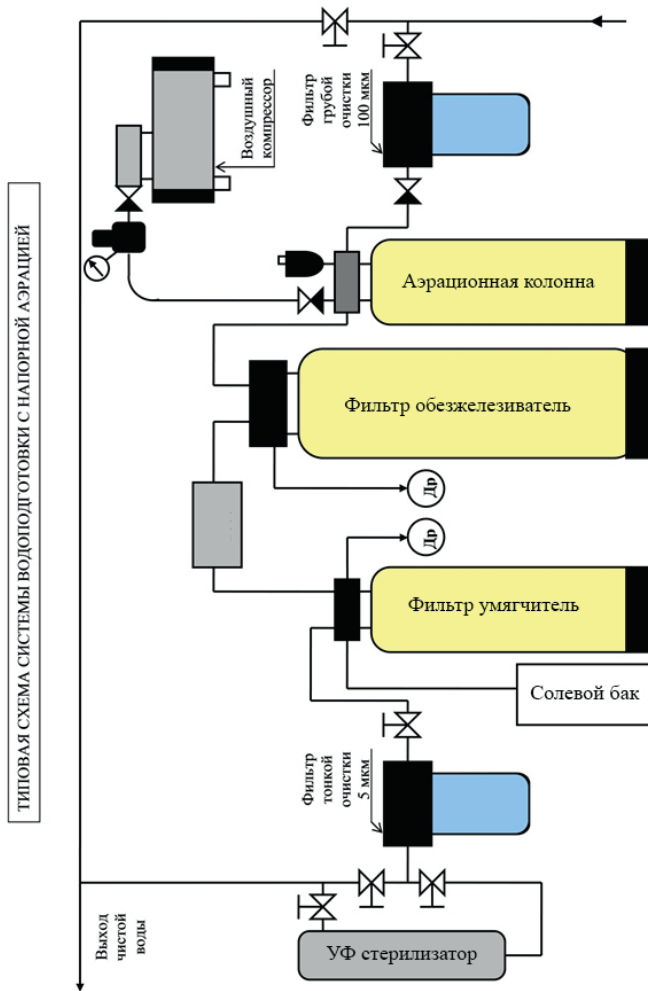 ТИПОВАЯ СХЕМА СИСТЕМЫ ВОДОПОДГОТОВКИ С НАПОРНОЙ АЭРАЦИЕЙ
Воздушный
компрессор
Фильтр
грубой
очистки
100 мкм
Аэрационная колонна
Фильтр обезжелезиватель
Др
Др
Фильтр умягчитель
Солевой бак
Фильтр
тонкой
очистки
5 мкм
Выход
чистой
воды
УФ стерилизатор